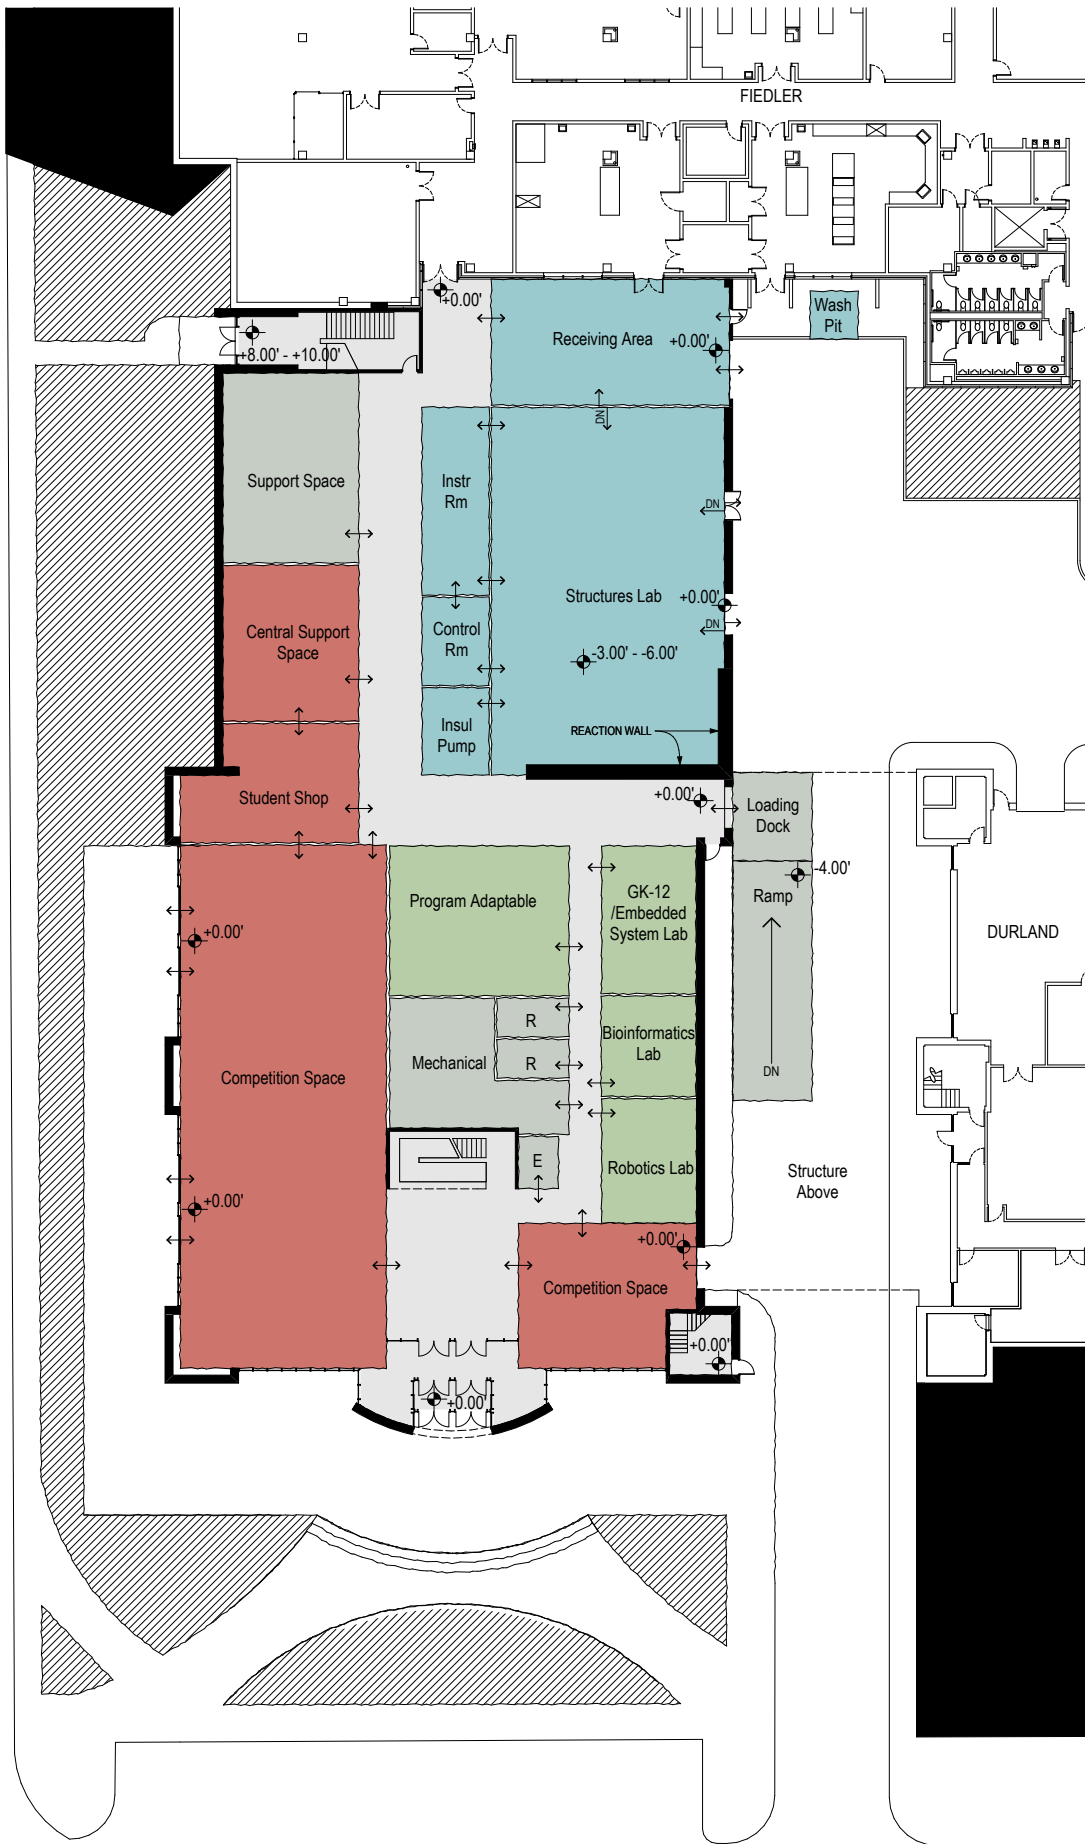 FIEDLER
+0.00'
Wash
Pit
+8.00' - +10.00'
Receiving Area
+0.00'
DN
Support Space
Instr
Rm
DN
Structures Lab
+0.00'
DN
Central Support
Space
Control
Rm
-3.00' - -6.00'
Insul
Pump
REACTION WALL
Student Shop
+0.00'
Loading
Dock
-4.00'
Program Adaptable
GK-12
/Embedded
System Lab
Ramp
+0.00'
DURLAND
R
Bioinformatics
Lab
Mechanical
R
Competition Space
DN
E
Robotics Lab
Structure
Above
+0.00'
+0.00'
Competition Space
+0.00'
+0.00'